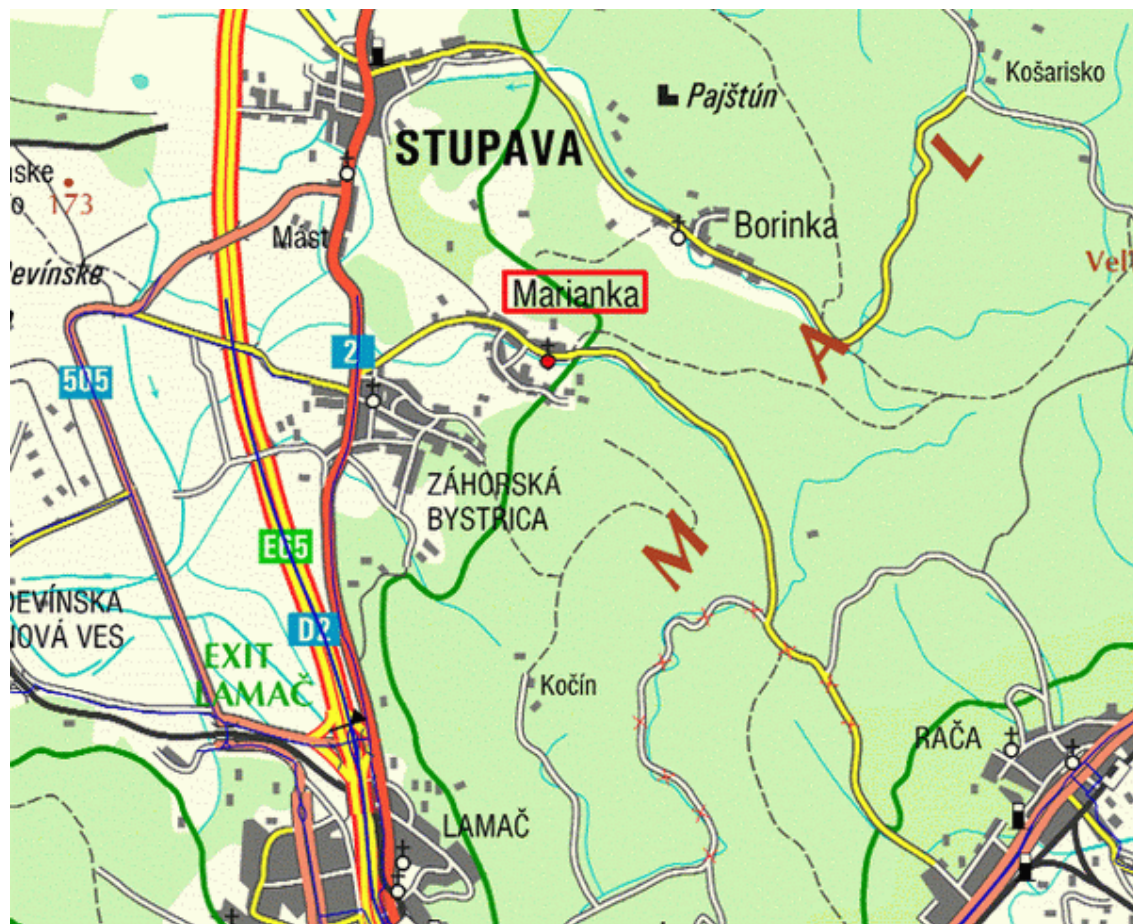 Košarisko
Pajštún
STUPAVA
173
Borinka
Mást
Marianka
2
505
ZÁHORSKÁ
BYSTRICA
E65
D2
NOVÁ VES
EXIT
LAMAČ
Kočín
RAČA
LAMAČ
M
A
L